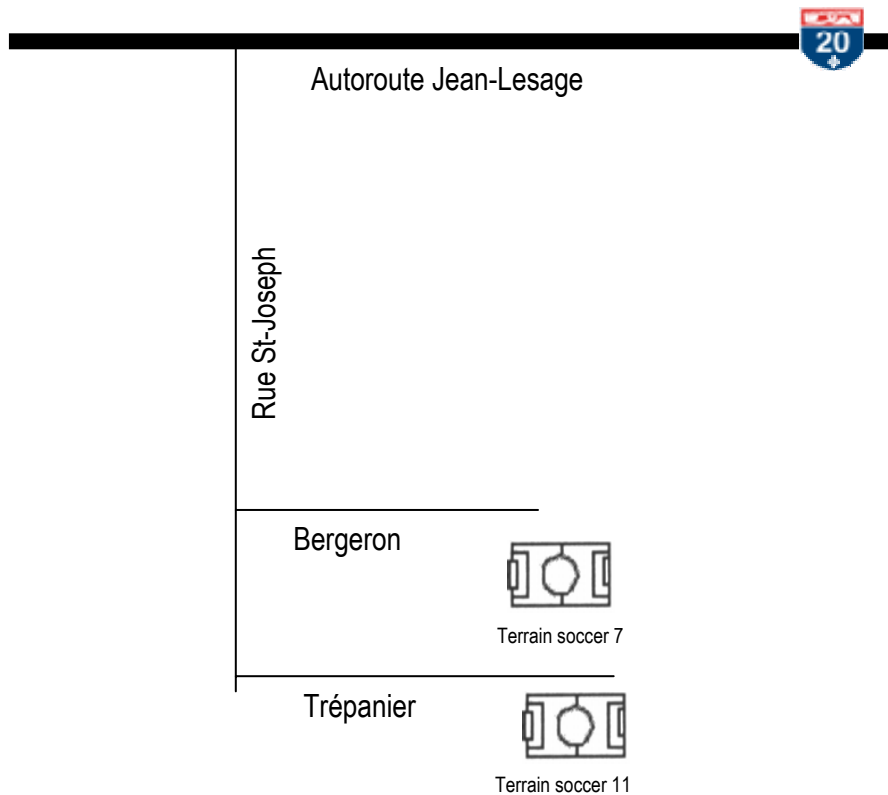 20
Autoroute Jean-Lesage
Rue St-Joseph
Bergeron
Terrain soccer 7
Trépanier
Terrain soccer 11